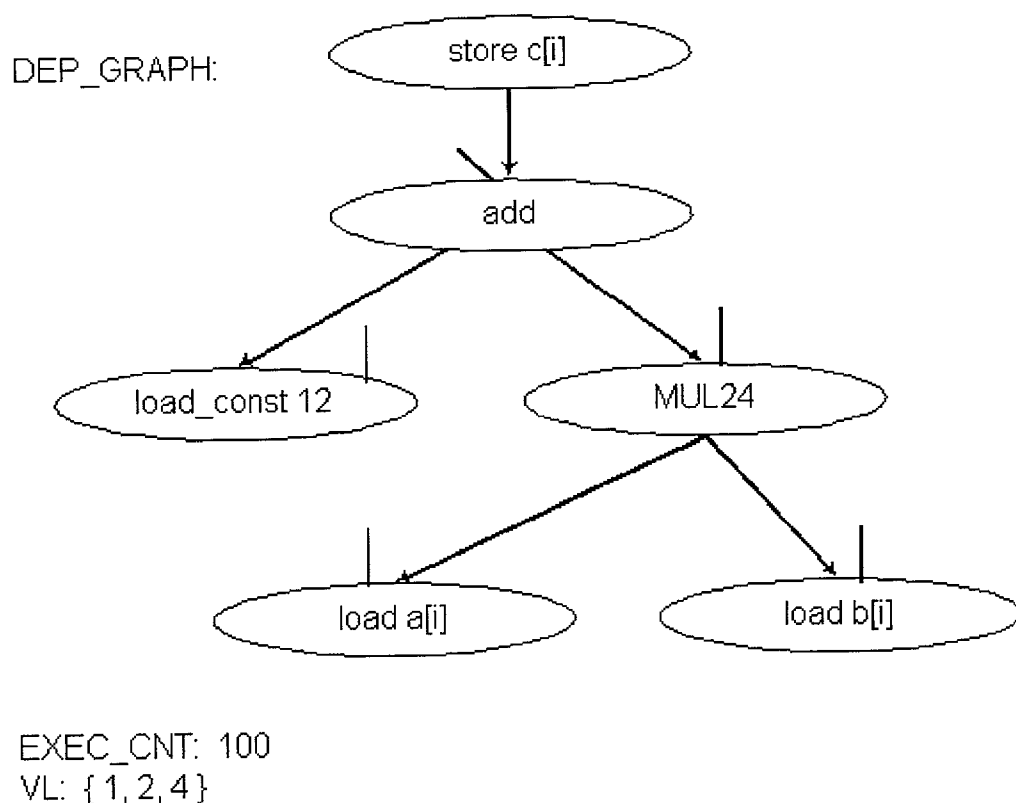 store c[i]
DEP_GRAPH:
add
load_const 12
MUL24
load a[i]
load b[i]
EXEC_CNT: 100
VL: { 1, 2, 4 }